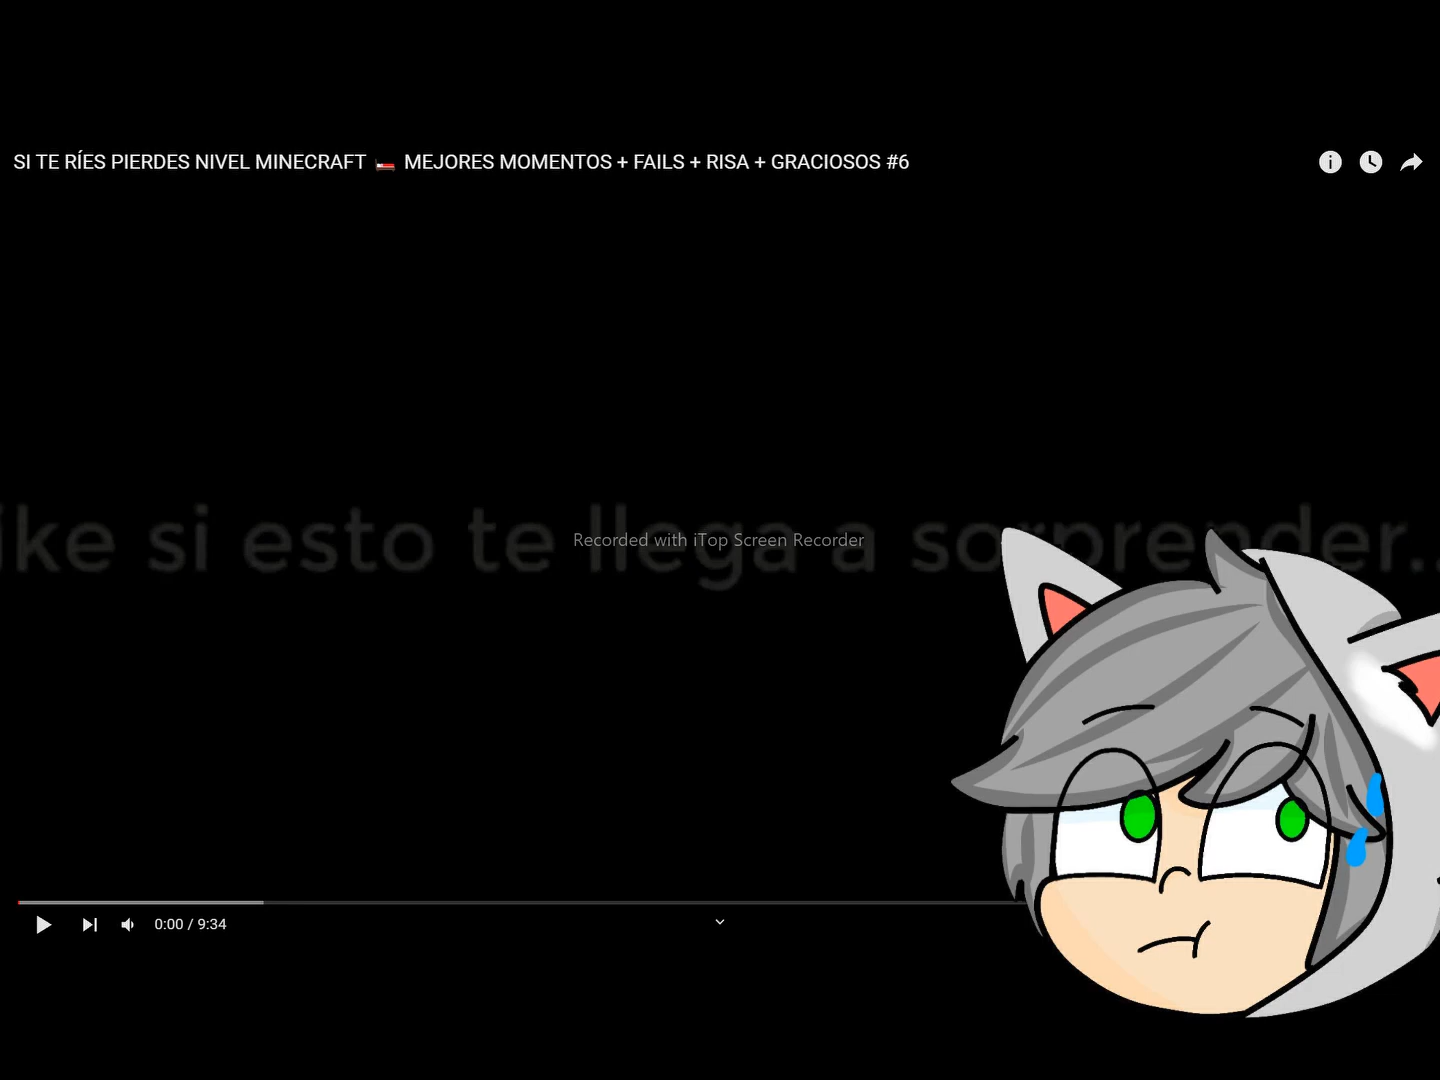 SI TE RÍES PIERDES NIVEL MINECRAFT 🛏️ MEJORES MOMENTOS + FAILS + RISA + GRACIOSOS #6
ike si esto te llega a sorprender..
Recorded with iTop Screen Recorder
0:00 / 9:34